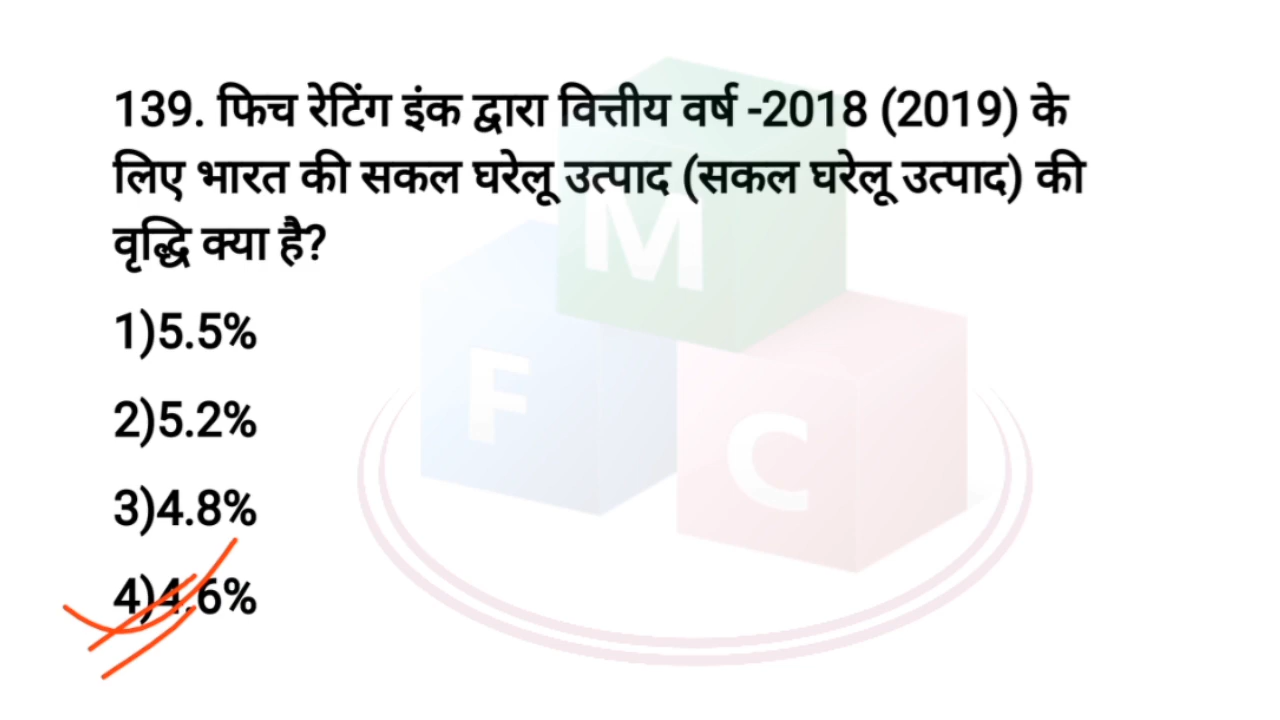 139. फिच रेटिंग इंक द्वारा वित्तीय वर्ष -2018 (2019) के
लिए भारत की सकल घरेलू उत्पाद (सकल घरेलू उत्पाद) की
वृद्धि क्या है?
1)5.5%
2)5.2%
3)4.8%
4)4.6%
M
F
C